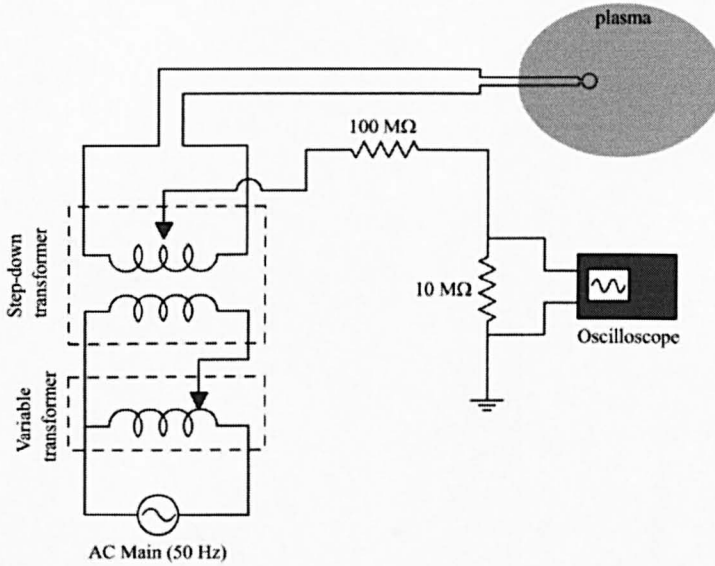 plasma
100 MΩ
Step-down
transformer
10 MΩ
Oscilloscope
Variable
transformer
AC Main (50 Hz)